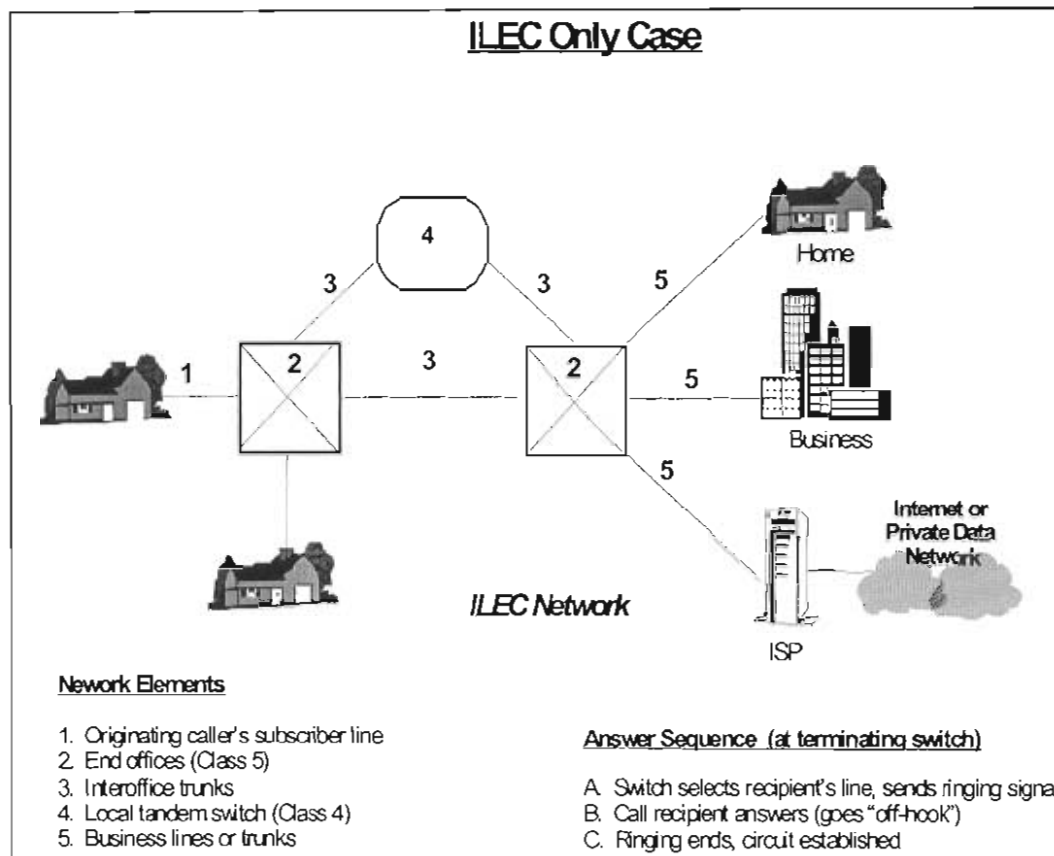 ILEC Only Case
4
3
3
5
Home
1
2
3
2
5
Business
5
Internet or
Private Data
Network
ILEC Network
ISP
Nework Elements
1. Originating caller's subscriber line
2. End offices (Class 5)
3. Interoffice trunks
4. Local tandem switch (Class 4)
5. Business lines or trunks
Answer Sequence (at terminating switch)
A. Switch selects recipient's line, sends ringing signa
B. Call recipient answers (goes "off-hook")
C. Ringing ends, circuit established